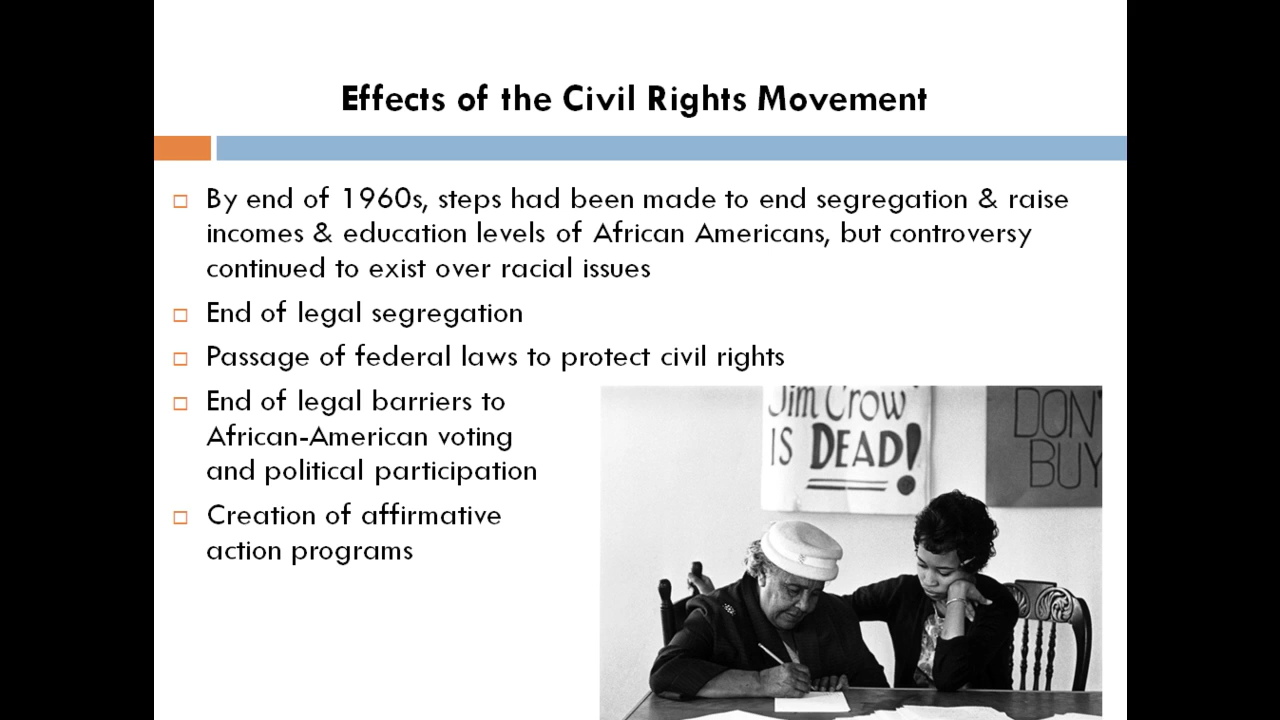 Effects of the Civil Rights Movement
By end of 1960s, steps had been made to end segregation & raise
incomes & education levels of African Americans, but controversy
continued to exist over racial issues
End of legal segregation
Passage of federal laws to protect civil rights
End of legal barriers to
African-American voting
and political participation
Creation of affirmative
action programs
Jim Crow
IS DEAD!
DON'
BUY